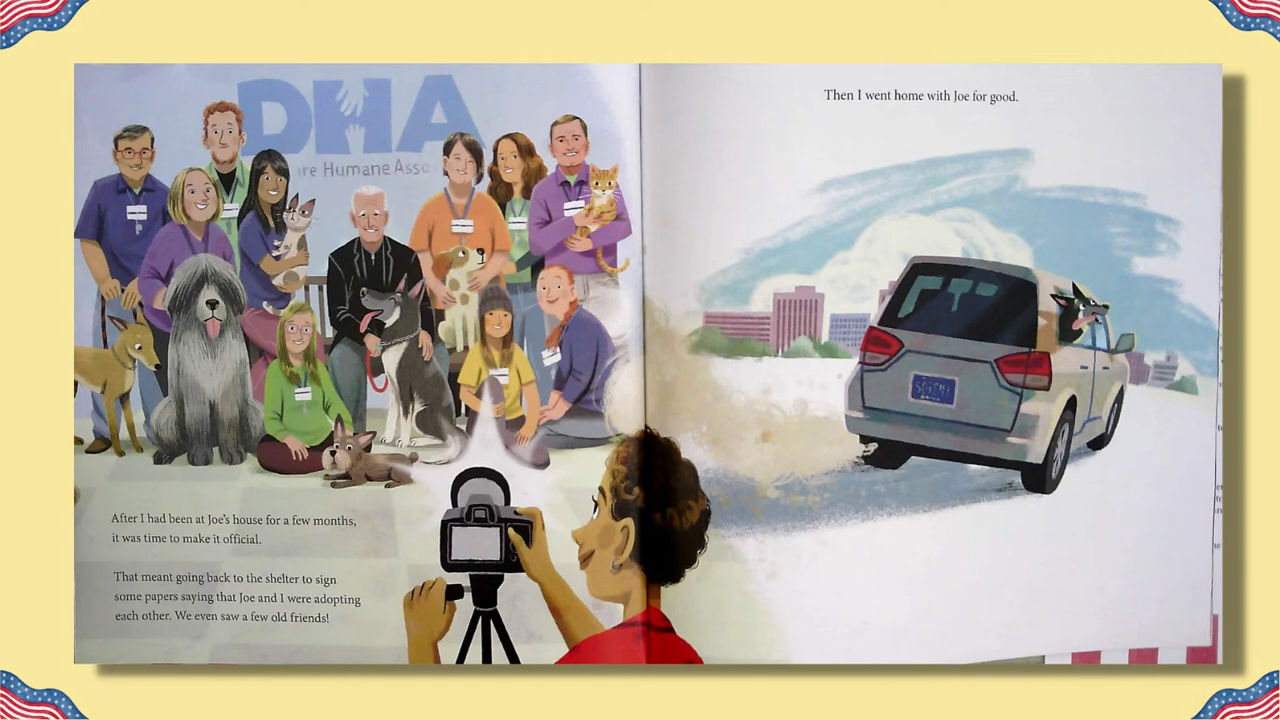 DHA
re Humane Asso
After I had been at Joe's house for a few months,
it was time to make it official.
That meant going back to the shelter to sign
some papers saying that Joe and I were adopting
each other. We even saw a few old friends!
Then I went home with Joe for good.